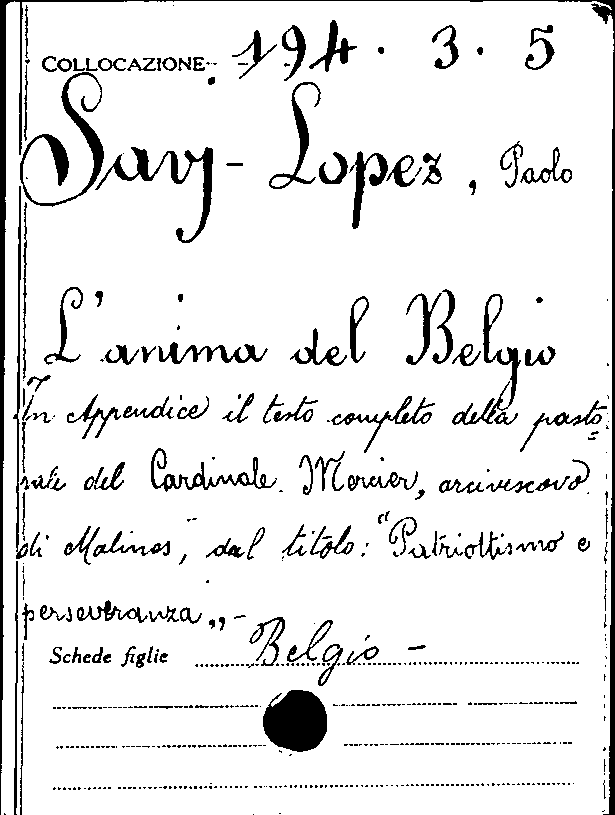 COLLOCAZIONE 194. 3. 5
Savj-Lopez, Paolo
L'anima del Belgio
In Appendice il testo completo della pasto=
rale del Cardinale Mercier, arcivescovo
di Malines, dal titolo: "Patriottismo e
perseveranza„ -
Schede figlie Belgio -